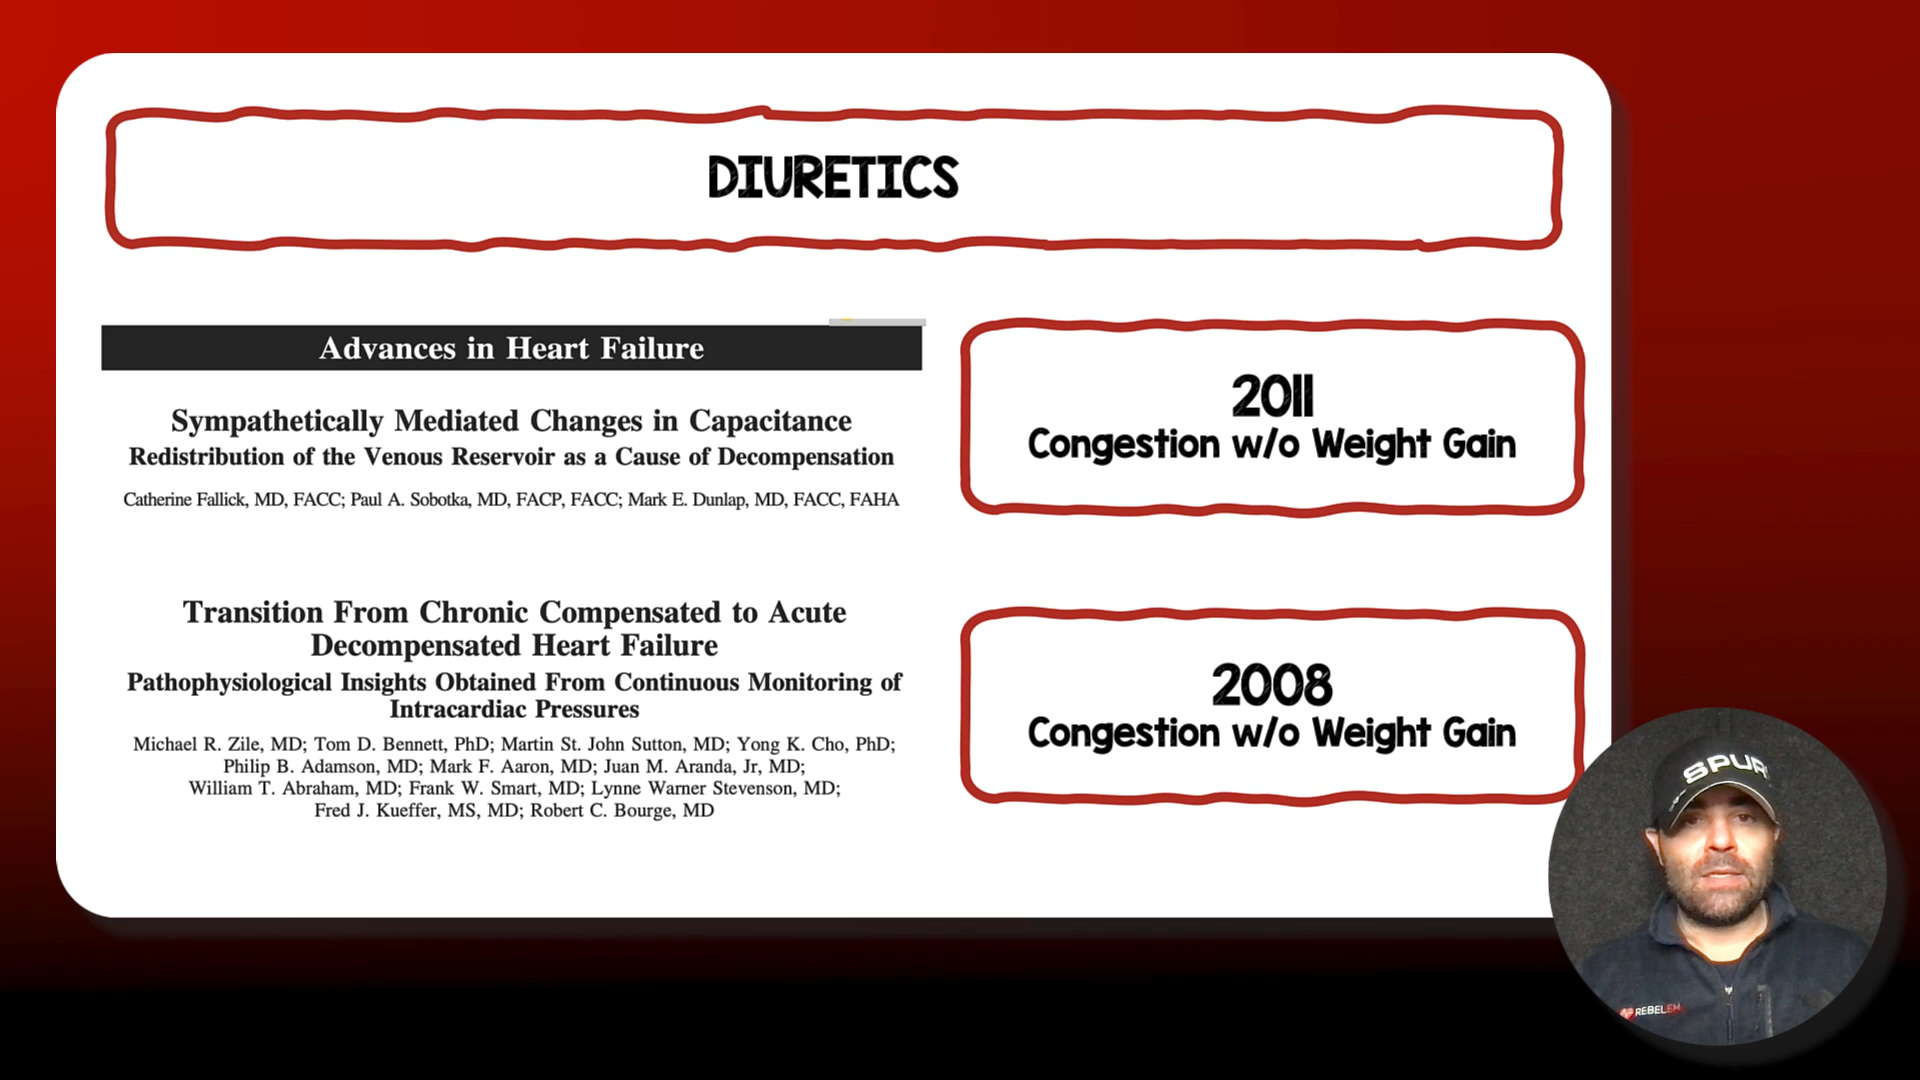 DIURETICS
Advances in Heart Failure
Sympathetically Mediated Changes in Capacitance
Redistribution of the Venous Reservoir as a Cause of Decompensation
Catherine Fallick, MD, FACC; Paul A. Sobotka, MD, FACP, FACC; Mark E. Dunlap, MD, FACC, FAHA
2011
Congestion w/o Weight Gain
Transition From Chronic Compensated to Acute
Decompensated Heart Failure
Pathophysiological Insights Obtained From Continuous Monitoring of
Intracardiac Pressures
Michael R. Zile, MD; Tom D. Bennett, PhD; Martin St. John Sutton, MD; Yong K. Cho, PhD;
Philip B. Adamson, MD; Mark F. Aaron, MD; Juan M. Aranda, Jr, MD;
William T. Abraham, MD; Frank W. Smart, MD; Lynne Warner Stevenson, MD;
Fred J. Kueffer, MS, MD; Robert C. Bourge, MD
2008
Congestion w/o Weight Gain
REBELEM